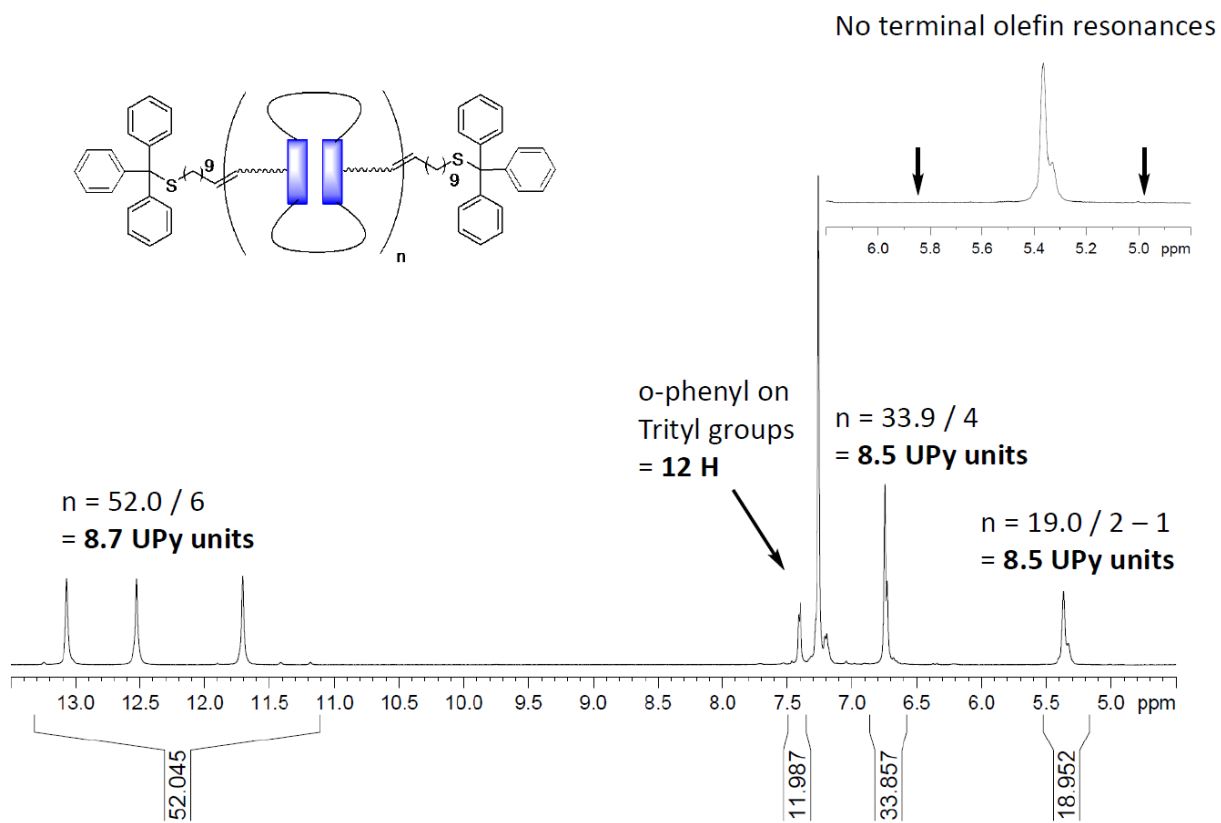 No terminal olefin resonances
9
S
n
S
9
6.0 5.8 5.6 5.4 5.2 5.0 ppm
o-phenyl on
Trityl groups
= 12 H
n = 33.9 / 4
= 8.5 UPy units
n = 52.0 / 6
= 8.7 UPy units
n = 19.0 / 2 – 1
= 8.5 UPy units
13.0 12.5 12.0 11.5 11.0 10.5 10.0 9.5 9.0 8.5 8.0 7.5 7.0 6.5 6.0 5.5 5.0 ppm
52.045
11.987
33.857
18.952